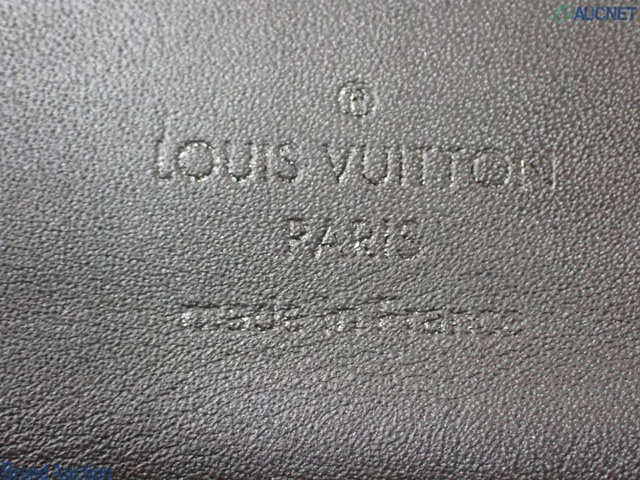 AUCNET
®
LOUIS VUITTON
PARIS
made in France
Brand Auction